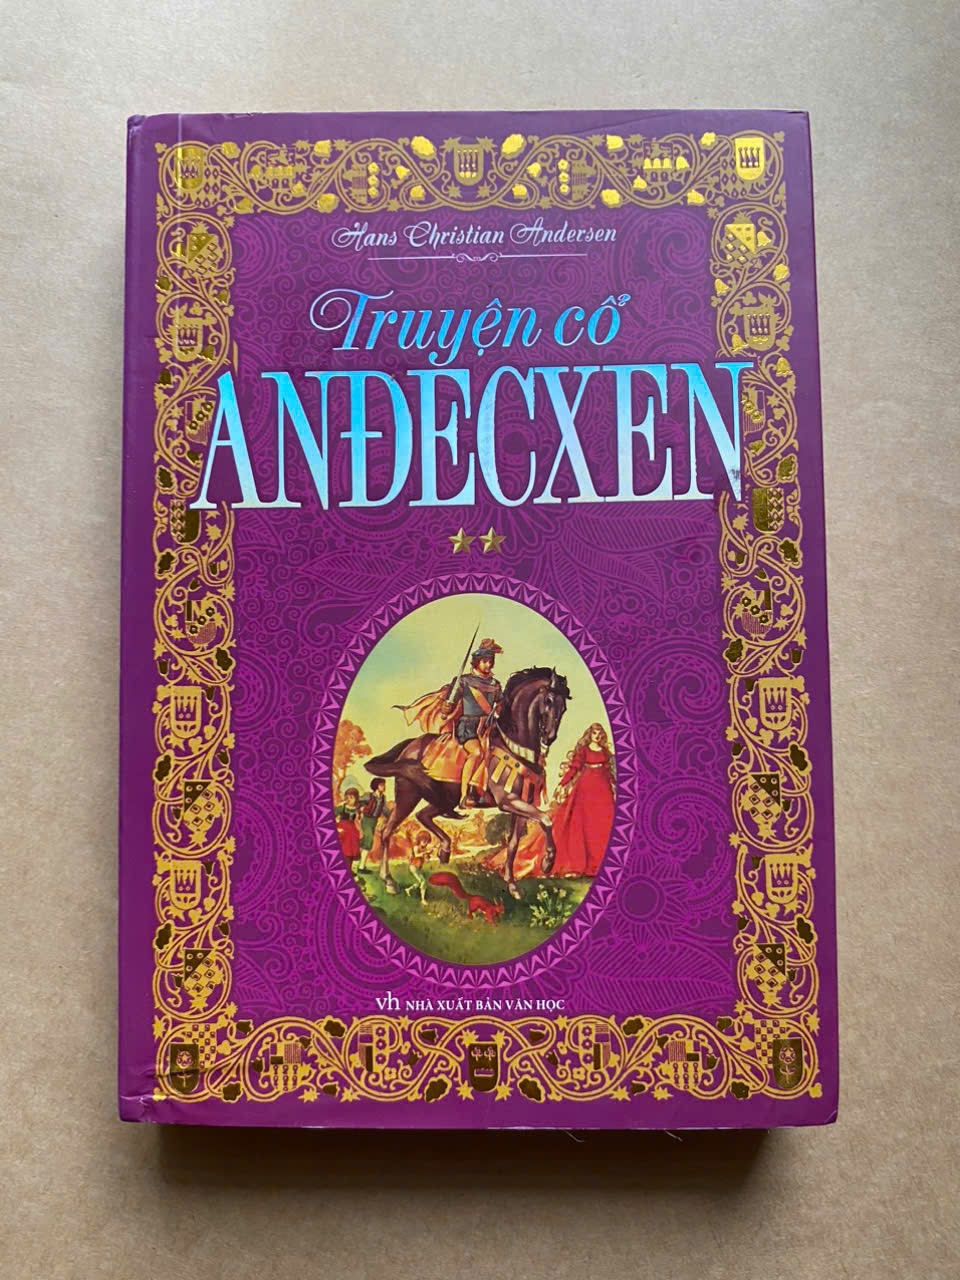 Hans Christian Andersen
Truyện cổ
ANĐECXEN
vh NHÀ XUẤT BẢN VĂN HỌC